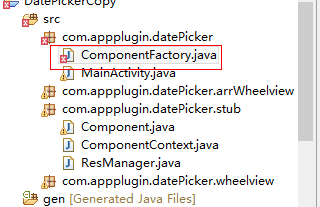 DatePickerCopy
src
com.appplugin.datePicker
ComponentFactory.java
MainActivity.java
com.appplugin.datePicker.arrWheelview
com.appplugin.datePicker.stub
Component.java
ComponentContext.java
ResManager.java
com.appplugin.datePicker.wheelview
gen [Generated Java Files]